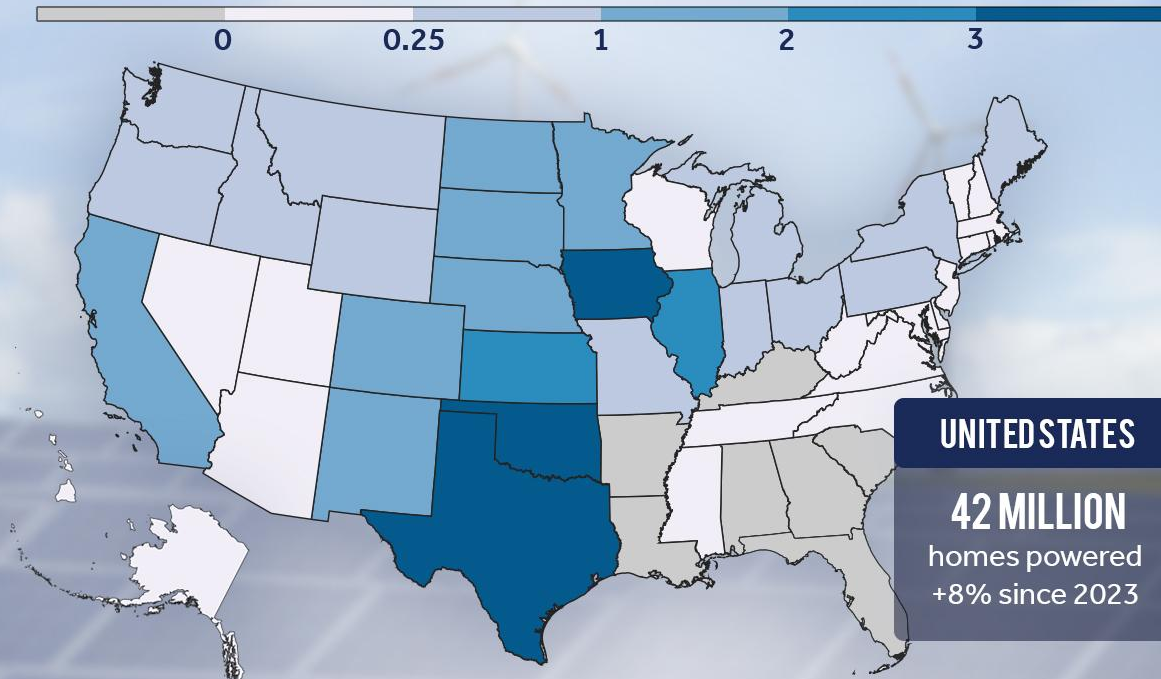 0 0.25 1 2 3
UNITED STATES
42 MILLION
homes powered
+8% since 2023